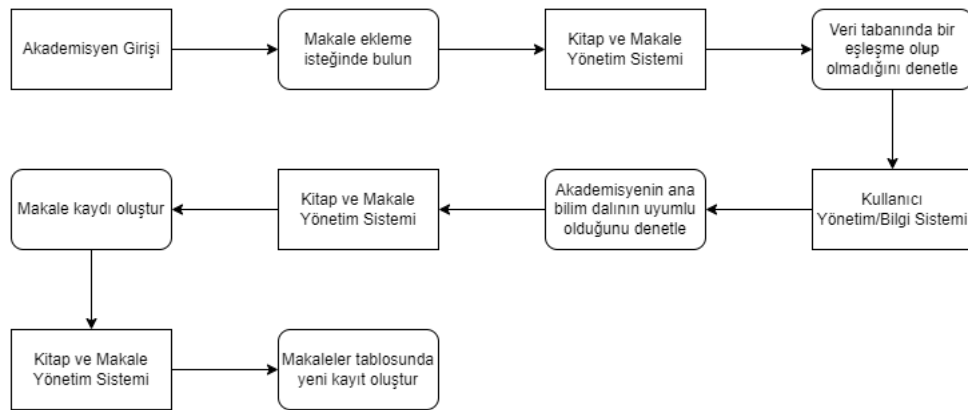 Akademisyen Girişi
Makale ekleme
isteğinde bulun
Kitap ve Makale
Yönetim Sistemi
Veri tabanında bir
eşleşme olup
olmadığını denetle
Makale kaydı oluştur
Kitap ve Makale
Yönetim Sistemi
Akademisyenin ana
bilim dalının uyumlu
olduğunu denetle
Kullanıcı
Yönetim/Bilgi Sistemi
Kitap ve Makale
Yönetim Sistemi
Makaleler tablosunda
yeni kayıt oluştur